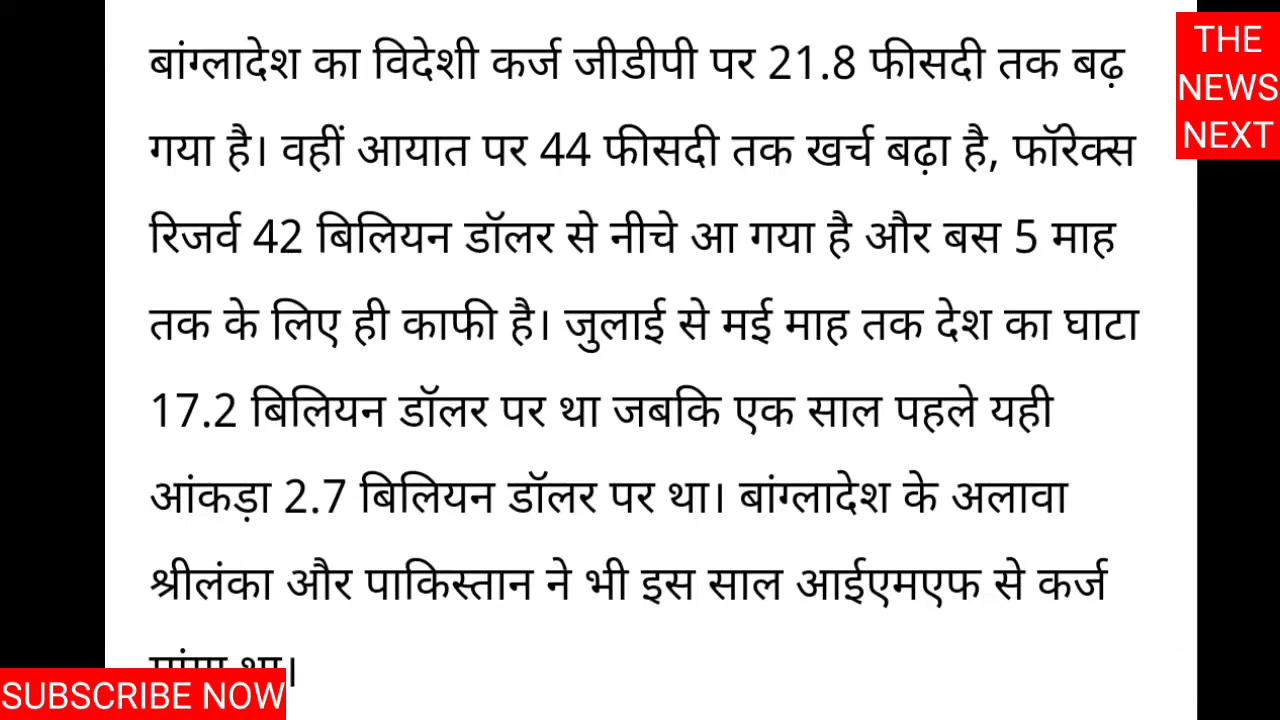 बांग्लादेश का विदेशी कर्ज जीडीपी पर 21.8 फीसदी तक बढ़
गया है। वहीं आयात पर 44 फीसदी तक खर्च बढ़ा है, फॉरेक्स
रिजर्व 42 बिलियन डॉलर से नीचे आ गया है और बस 5 माह
तक के लिए ही काफी है। जुलाई से मई माह तक देश का घाटा
17.2 बिलियन डॉलर पर था जबकि एक साल पहले यही
आंकड़ा 2.7 बिलियन डॉलर पर था। बांग्लादेश के अलावा
श्रीलंका और पाकिस्तान ने भी इस साल आईएमएफ से कर्ज
THE
NEWS
NEXT
SUBSCRIBE NOW